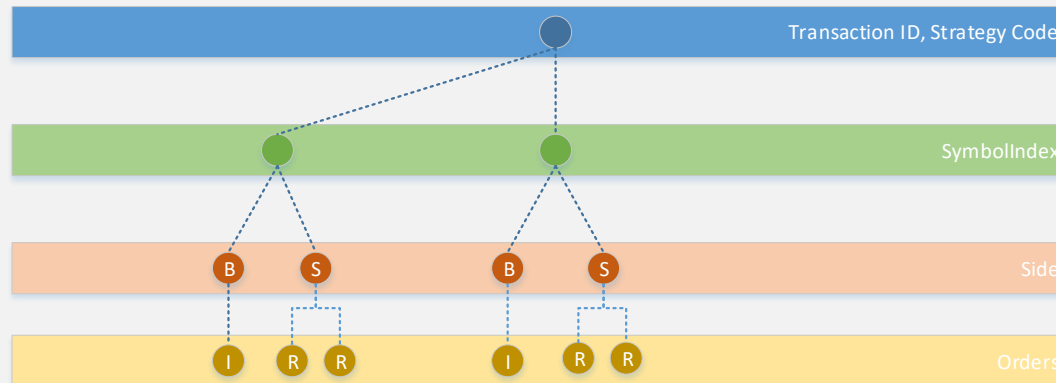 Transaction ID, Strategy Code
SymbolIndex
B S B S Side
I R R I R R Orders